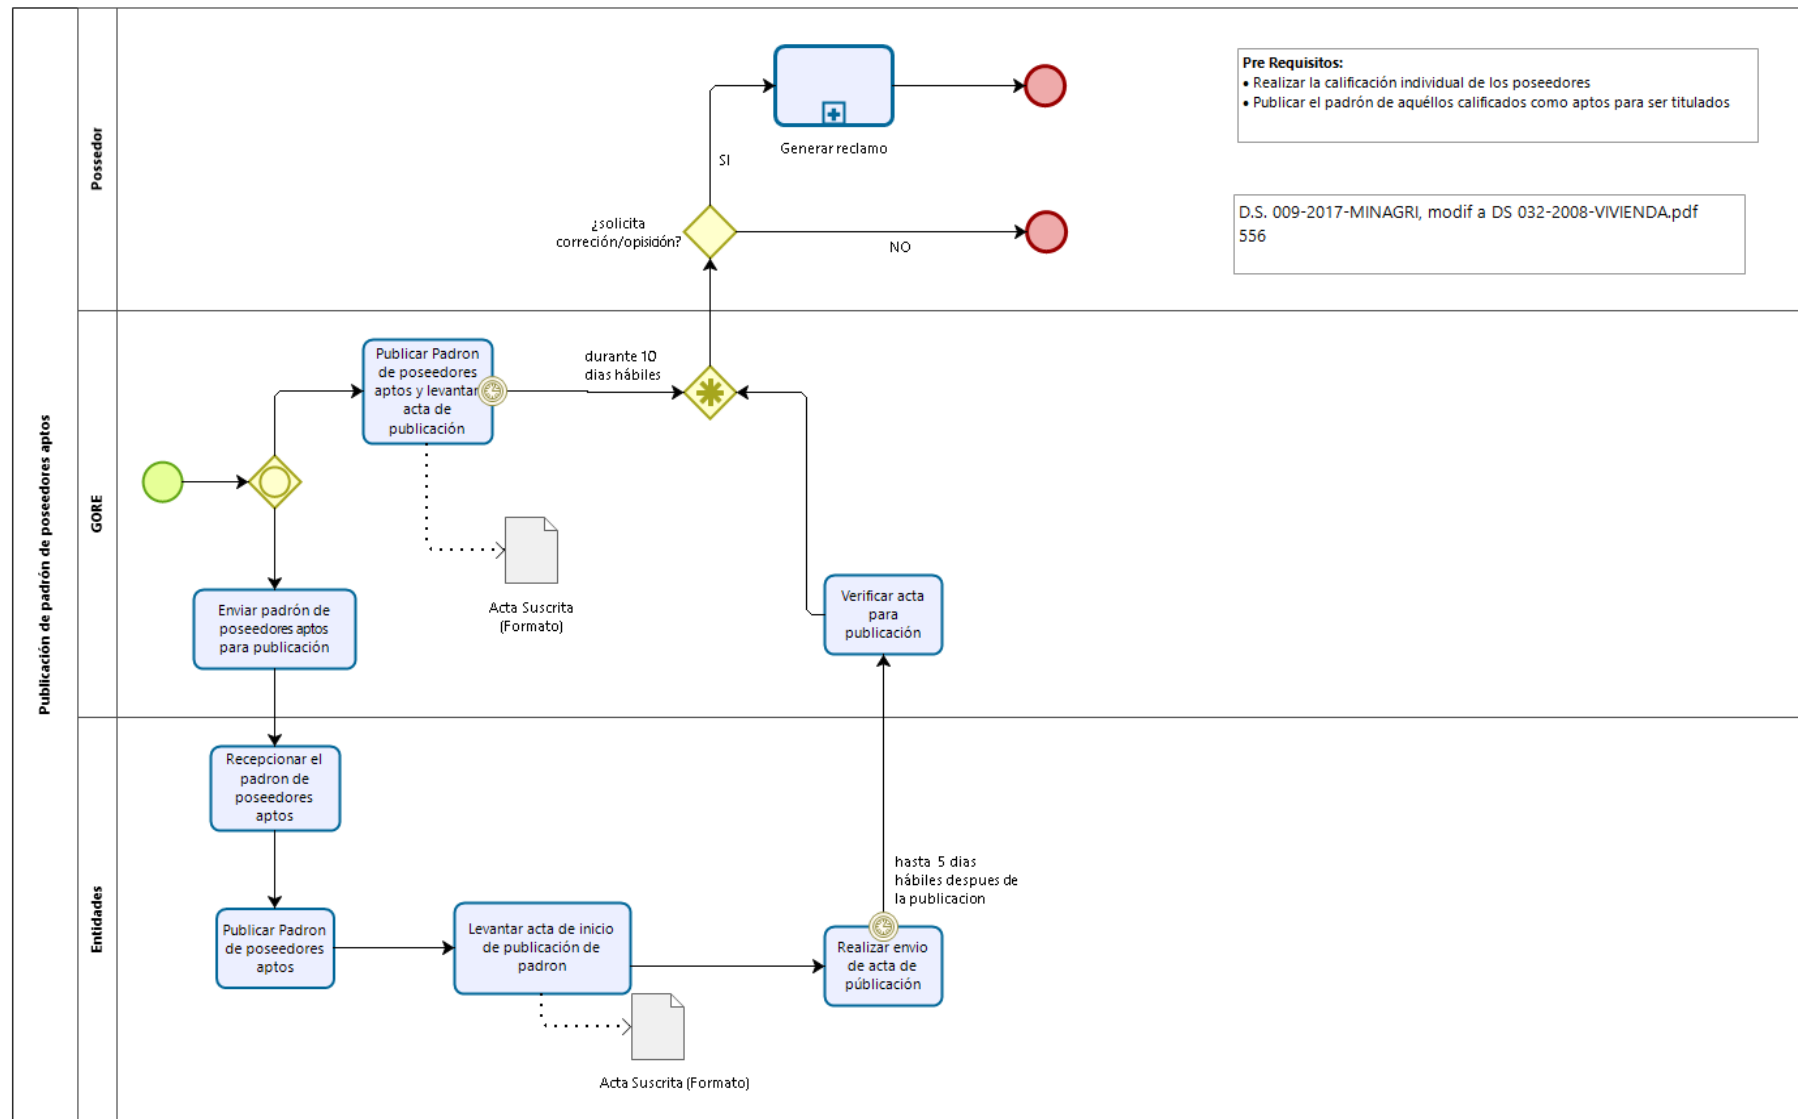 Publicación de padrón de poseedores aptos
Possedor
Generar reclamo
SI
¿solicita
correción/opisición?
NO
Pre Requisitos:
• Realizar la calificación individual de los poseedores
• Publicar el padrón de aquéllos calificados como aptos para ser titulados
D.S. 009-2017-MINAGRI, modif a DS 032-2008-VIVIENDA.pdf
556
GORE
Publicar Padron
de poseedores
aptos y levantar
acta de
publicación
durante 10
dias hábiles
Acta Suscrita
(Formato)
Enviar padrón de
poseedores aptos
para publicación
Verificar acta
para
publicación
Entidades
Recepcionar el
padron de
poseedores
aptos
Publicar Padron
de poseedores
aptos
Levantar acta de inicio
de publicación de
padron
Acta Suscrita (Formato)
hasta 5 dias
hábiles despues de
la publicacion
Realizar envio
de acta de
públicación